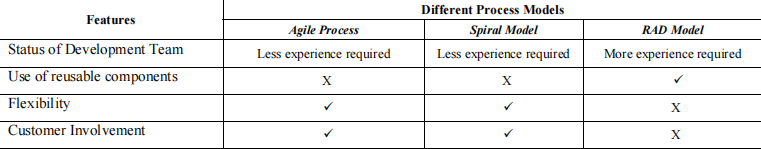 Features Different Process Models
Agile Process Spiral Model RAD Model
Status of Development Team Less experience required Less experience required More experience required
Use of reusable components X X ✓
Flexibility ✓ ✓ X
Customer Involvement ✓ ✓ X